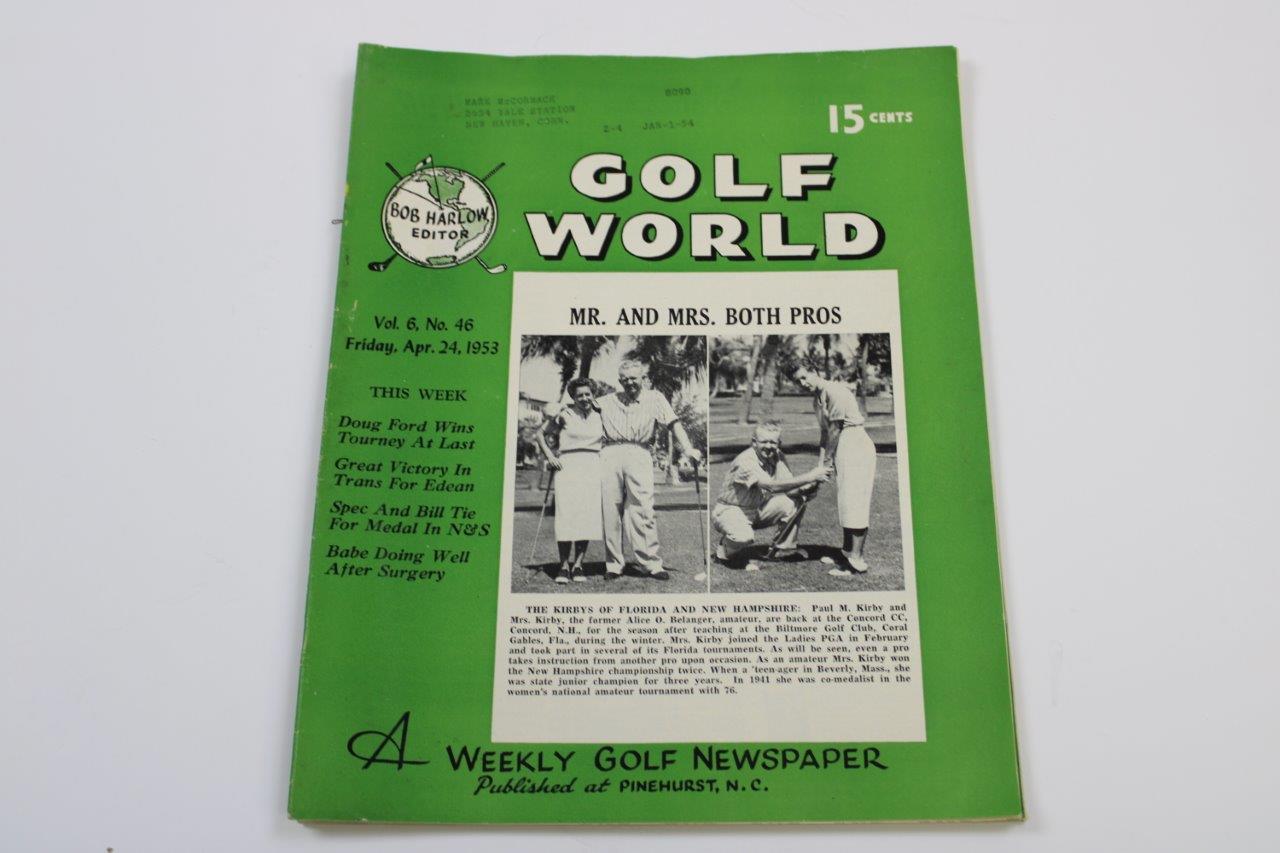 MARK McCORMACK
2054 YALE STATION
NEW HAVEN, CONN.
8090
2-4 JAN-1-54
15 CENTS
GOLF
WORLD
BOB HARLOW
EDITOR
Vol. 6, No. 46
Friday, Apr. 24, 1953
THIS WEEK
Doug Ford Wins
Tourney At Last
Great Victory In
Trans For Edean
Spec And Bill Tie
For Medal In N&S
Babe Doing Well
After Surgery
MR. AND MRS. BOTH PROS
THE KIRBYS OF FLORIDA AND NEW HAMPSHIRE: Paul M. Kirby and
Mrs. Kirby, the former Alice O. Belanger, amateur, are back at the Concord CC,
Concord, N.H., for the season after teaching at the Biltmore Golf Club, Coral
Gables, Fla., during the winter. Mrs. Kirby joined the Ladies PGA in February
and took part in several of its Florida tournaments. As will be seen, even a pro
takes instruction from another pro upon occasion. As an amateur Mrs. Kirby won
the New Hampshire championship twice. When a 'teen-ager in Beverly, Mass., she
was state junior champion for three years. In 1941 she was co-medalist in the
women's national amateur tournament with 76.
A WEEKLY GOLF NEWSPAPER
Published at PINEHURST, N. C.